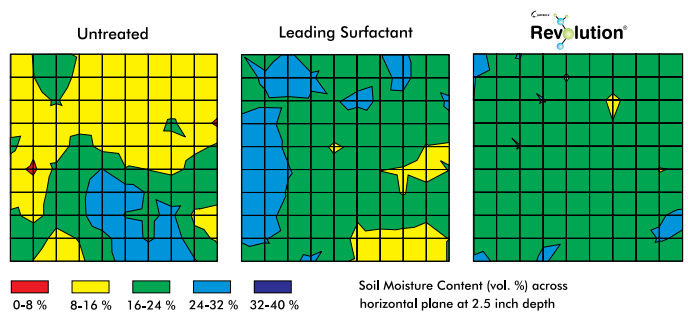 Untreated
Leading Surfactant
Revolution®
0-8 %
8-16 %
16-24 %
24-32 %
32-40 %
Soil Moisture Content (vol. %) across
horizontal plane at 2.5 inch depth